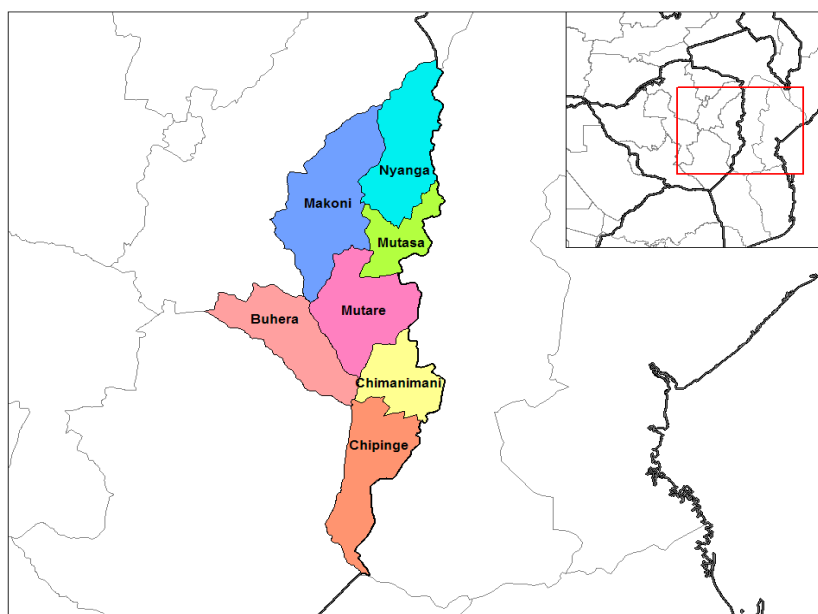 Nyanga
Makoni
Mutasa
Mutare
Buhera
Chimanimani
Chipinge